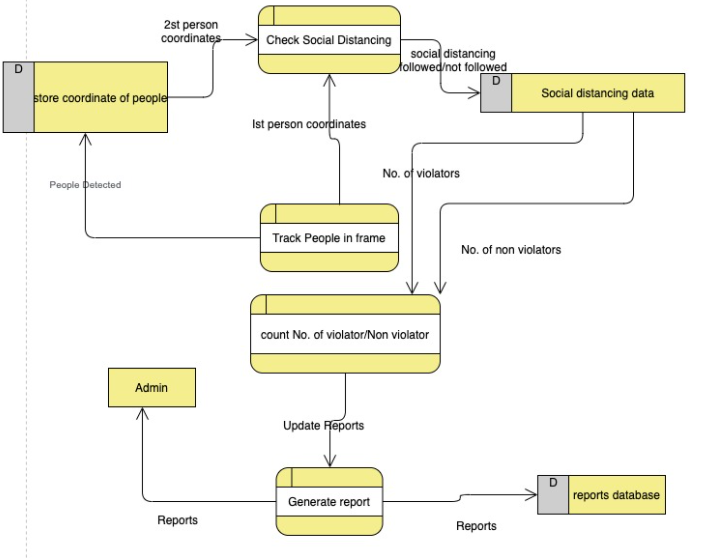 2st person
coordinates
Check Social Distancing
social distancing
followed/not followed
D
store coordinate of people
D
Social distancing data
Ist person coordinates
No. of violators
People Detected
Track People in frame
No. of non violators
count No. of violator/Non violator
Admin
Update Reports
Generate report
D
reports database
Reports
Reports